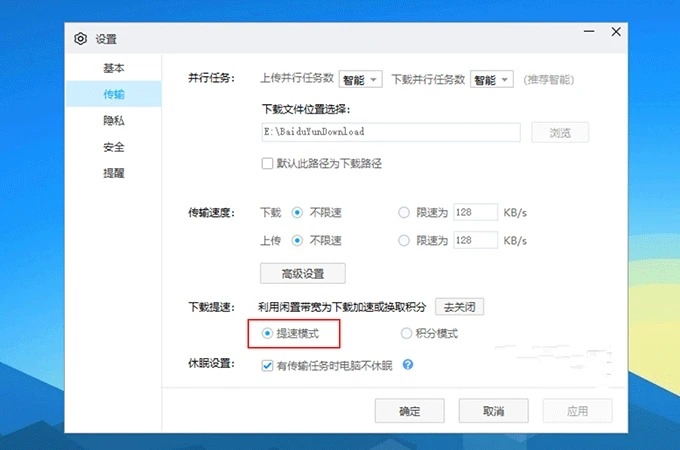 设置
基本
传输
隐私
安全
提醒
并行任务： 上传并行任务数 智能 下载并行任务数 智能 (推荐智能)
下载文件位置选择：
E:\BaiduYunDownload 浏览
默认此路径为下载路径
传输速度： 下载 不限速 限速为 128 KB/s
上传 不限速 限速为 128 KB/s
高级设置
下载提速： 利用闲置带宽为下载加速或换取积分 去关闭
提速模式 积分模式
休眠设置： 有传输任务时电脑不休眠 ?
确定 取消 应用